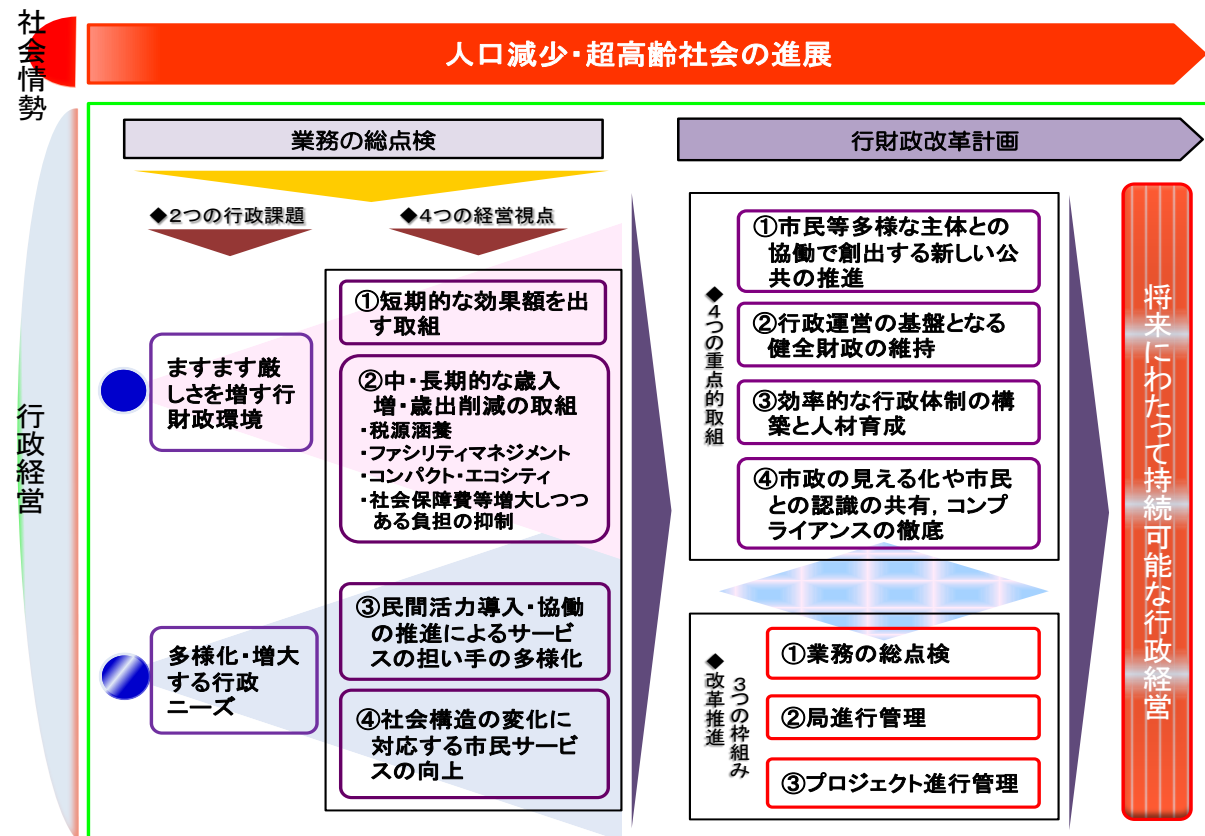 社会情勢
人口減少・超高齢社会の進展
行政経営
業務の総点検
◆2つの行政課題
◆4つの経営視点
ますます厳
しさを増す行
財政環境
多様化・増大
する行政
ニーズ
①短期的な効果額を出
す取組
②中・長期的な歳入
増・歳出削減の取組
・税源涵養
・ファシリティマネジメント
・コンパクト・エコシティ
・社会保障費等増大しつつ
ある負担の抑制
③民間活力導入・協働
の推進によるサービ
スの担い手の多様化
④社会構造の変化に
対応する市民サービ
スの向上
行財政改革計画
◆4つの重点的取組
①市民等多様な主体との
協働で創出する新しい公
共の推進
②行政運営の基盤となる
健全財政の維持
③効率的な行政体制の構
築と人材育成
④市政の見える化や市民
との認識の共有，コンプ
ライアンスの徹底
◆改革推進
3つの枠組み
①業務の総点検
②局進行管理
③プロジェクト進行管理
将来にわたって持続可能な行政経営